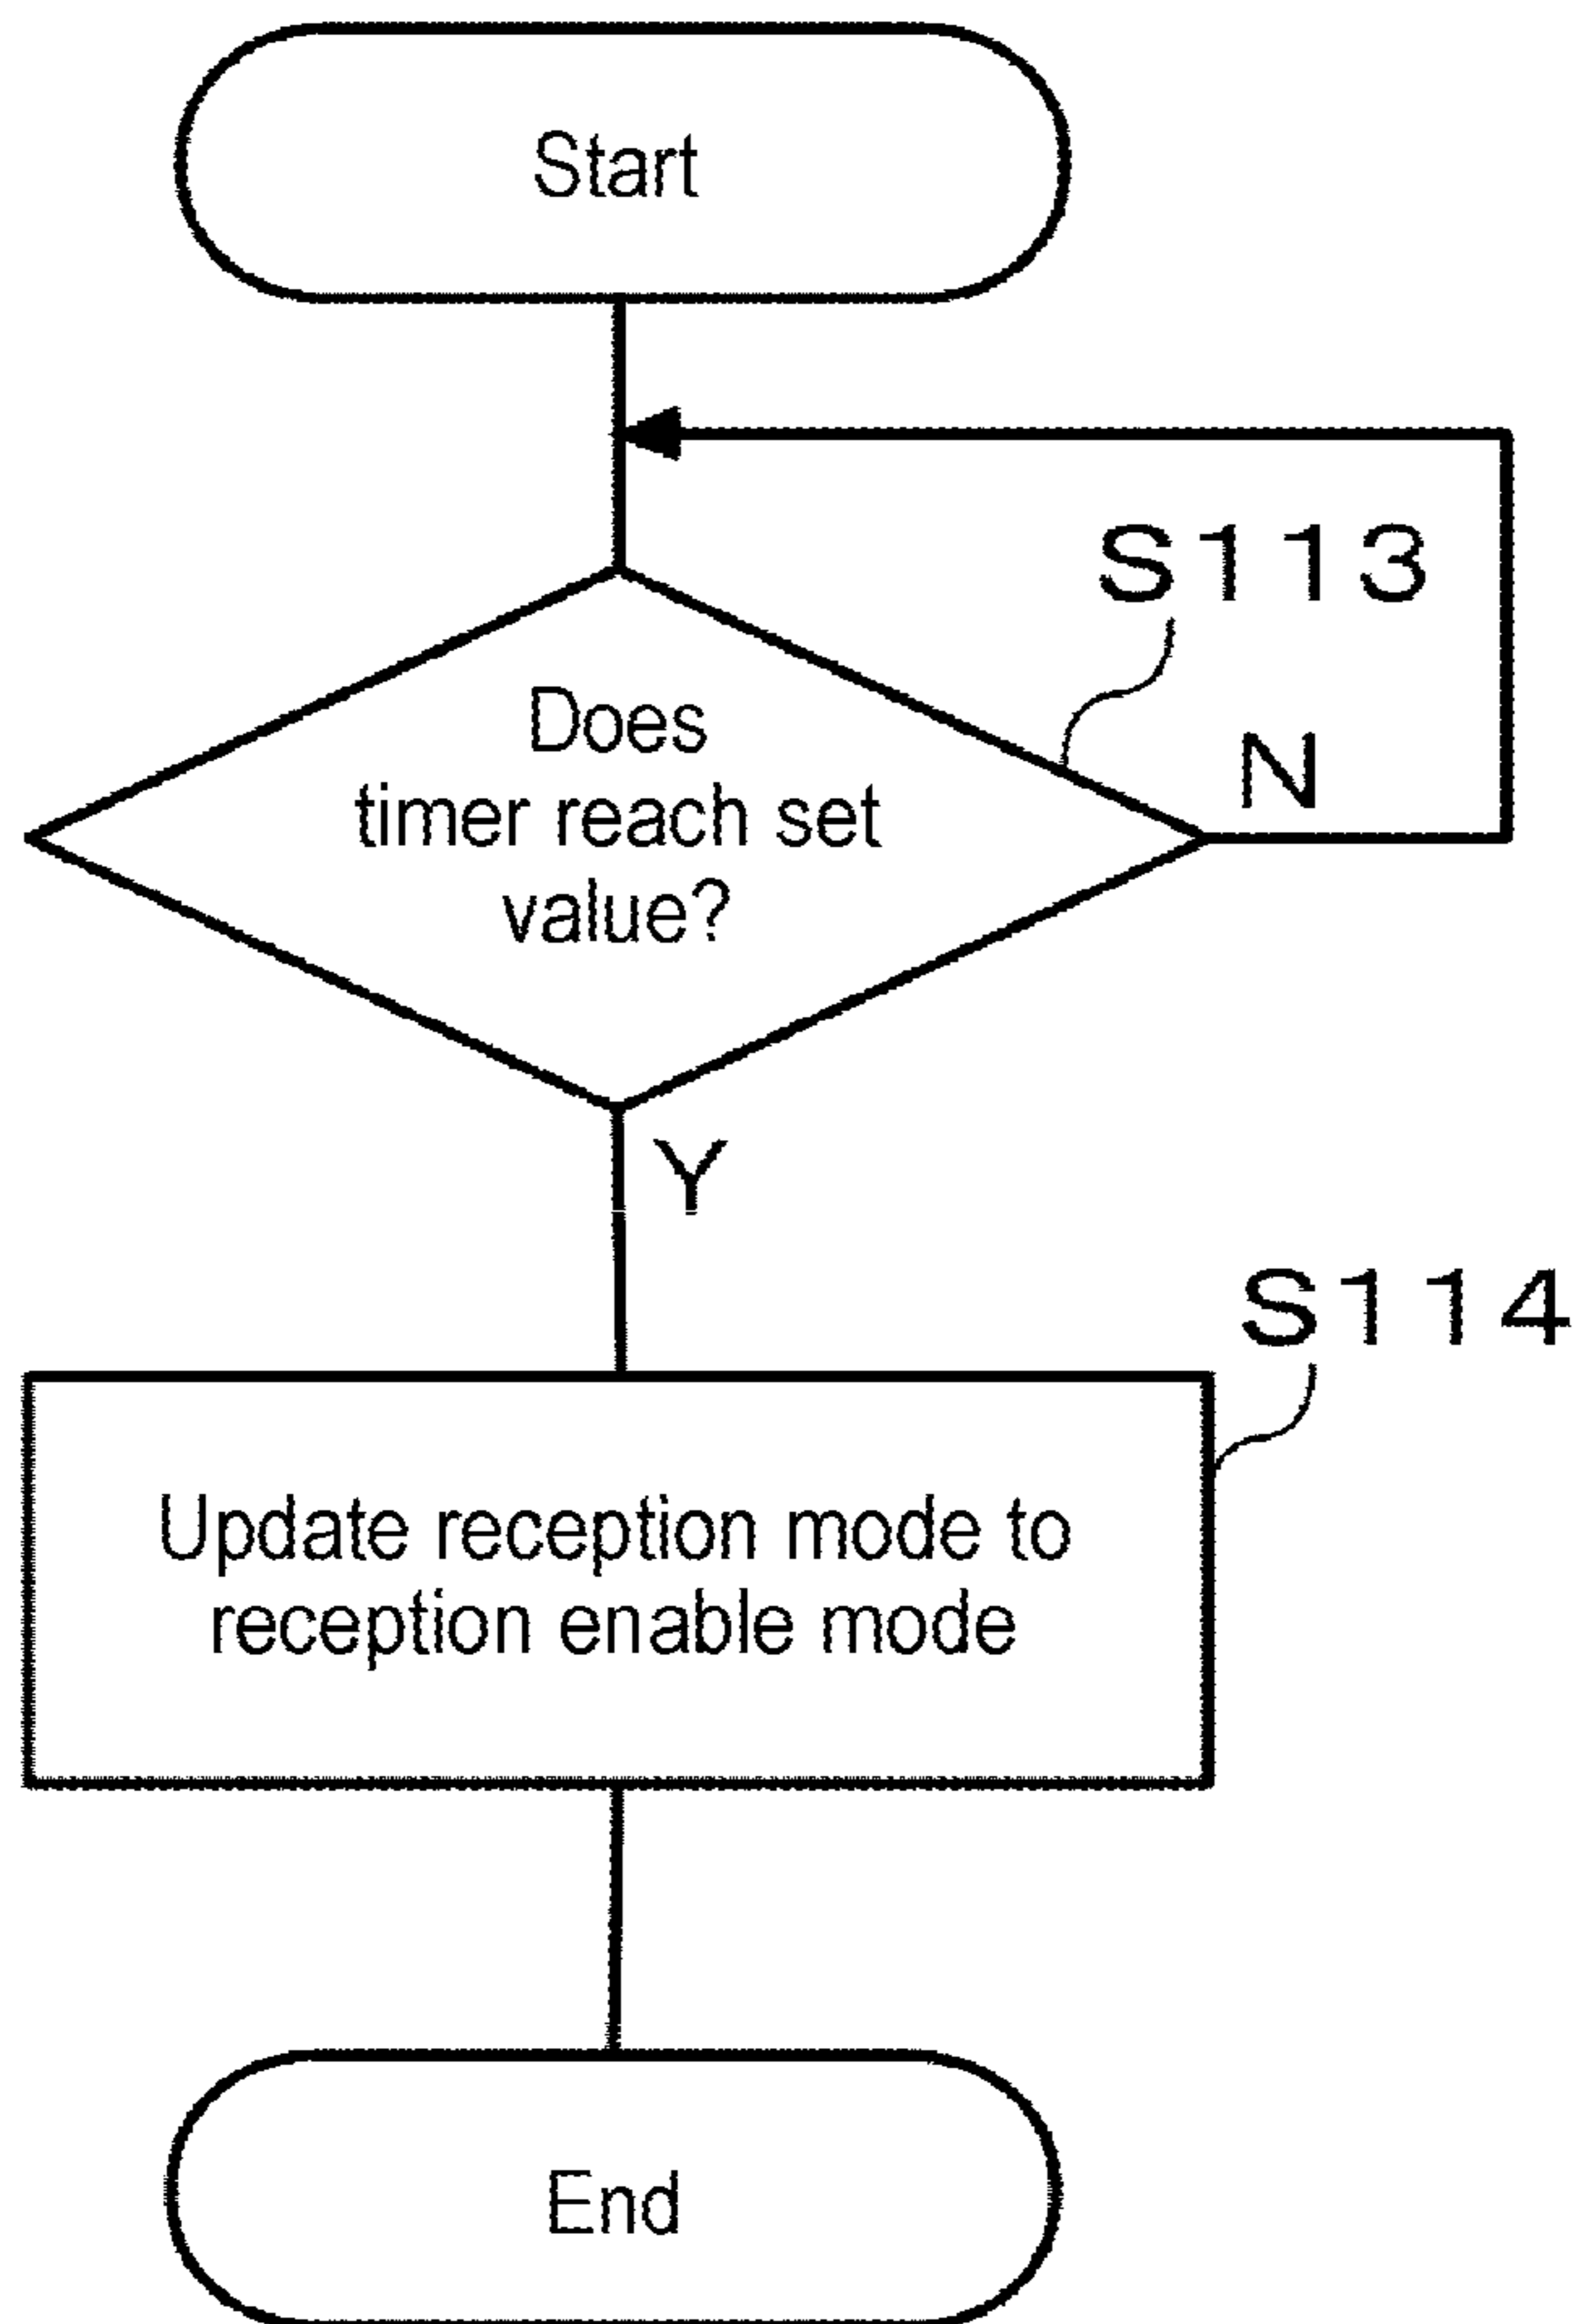 Start
S113
Does
timer reach set
value?
N
Y
S114
Update reception mode to
reception enable mode
End